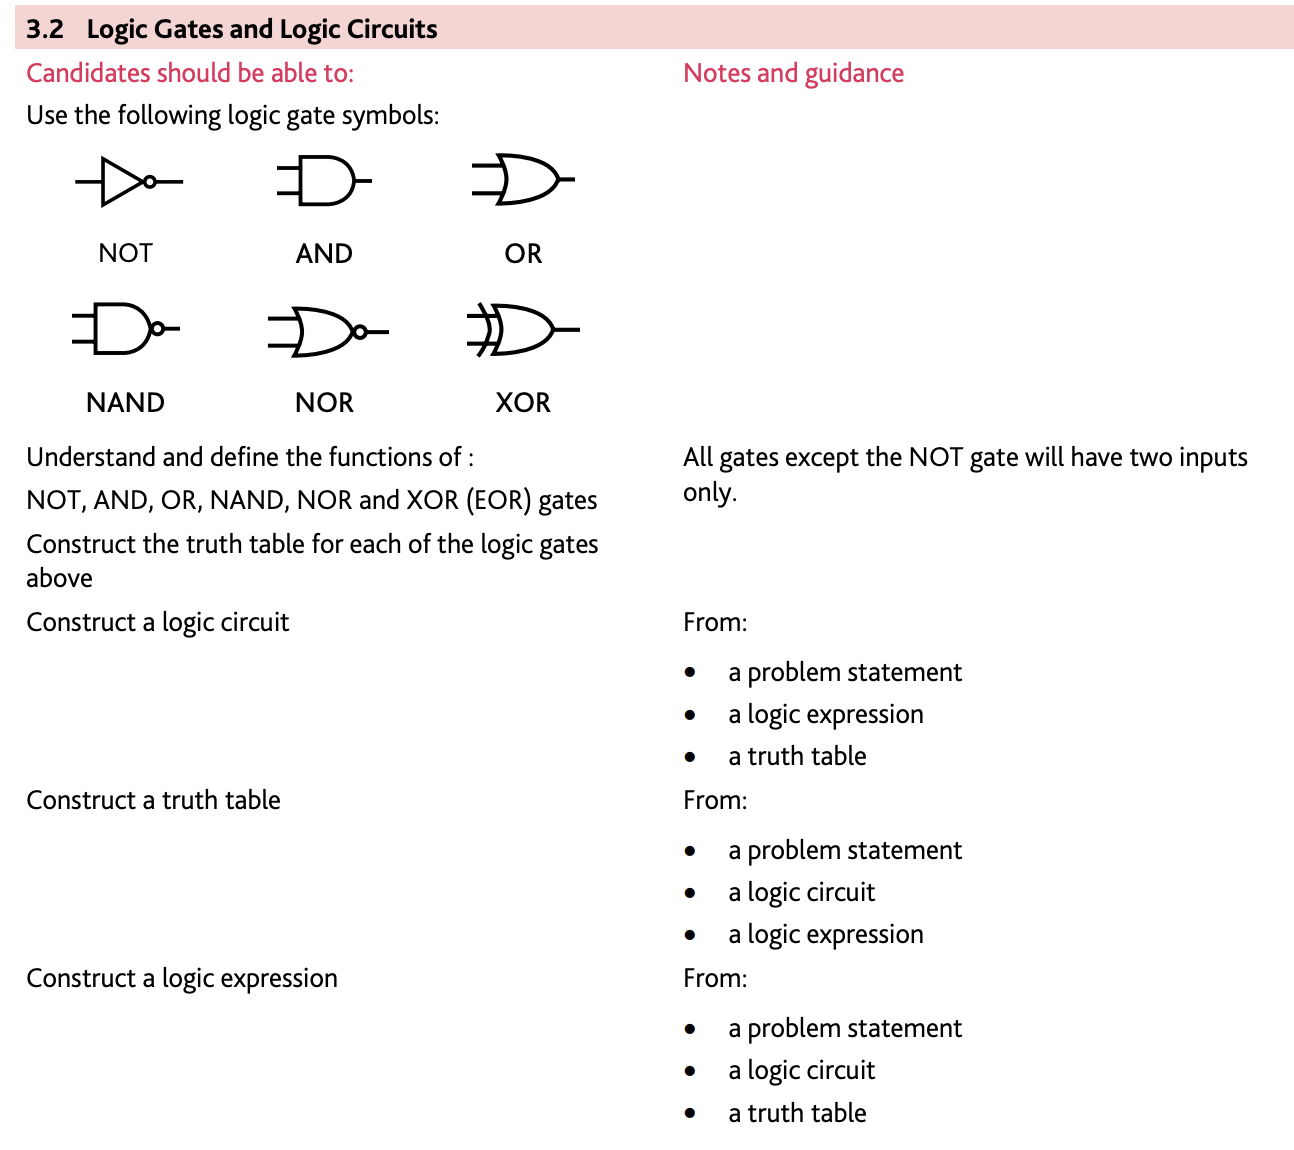 3.2 Logic Gates and Logic Circuits
Candidates should be able to:
Notes and guidance
Use the following logic gate symbols:
NOT
AND
OR
NAND
NOR
XOR
Understand and define the functions of :
NOT, AND, OR, NAND, NOR and XOR (EOR) gates
All gates except the NOT gate will have two inputs
only.
Construct the truth table for each of the logic gates
above
Construct a logic circuit
From:
• a problem statement
• a logic expression
• a truth table
Construct a truth table
From:
• a problem statement
• a logic circuit
• a logic expression
Construct a logic expression
From:
• a problem statement
• a logic circuit
• a truth table